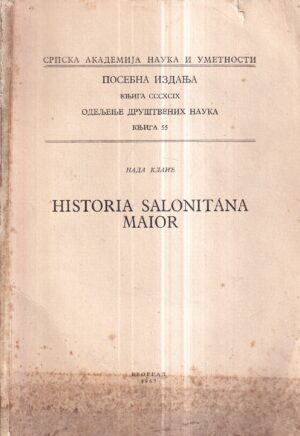 СРПСКА АКАДЕМИЈА НАУКА И УМЕТНОСТИ
ПОСЕБНА ИЗДАЊА
КЊИГА CCCXCIX
ОДЕЉЕЊЕ ДРУШТВЕНИХ НАУКА
КЊИГА 55
НАДА КЛАИЋ
HISTORIA SALONITANA
MAIOR
БЕОГРАД
1967